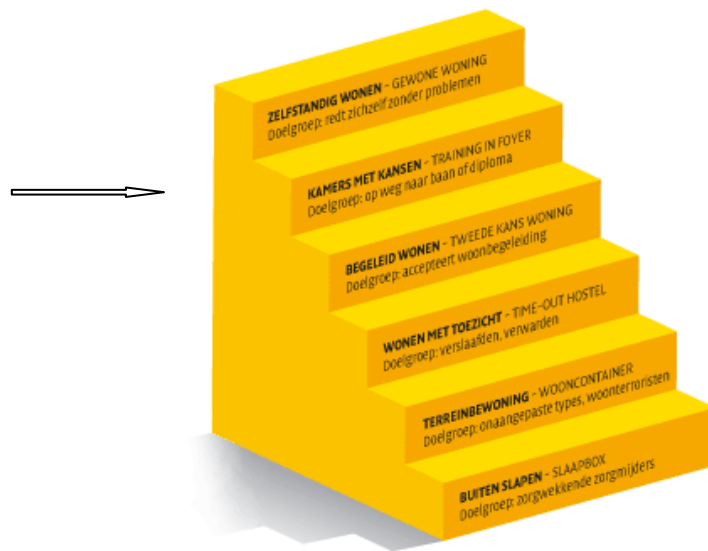 ZELFSTANDIG WONEN - GEWONE WONING
Doelgroep: redt zichzelf zonder problemen
KAMERS MET KANSEN - TRAINING IN FOYER
Doelgroep: op weg naar baan of diploma
BEGELEID WONEN - TWEEDE KANS WONING
Doelgroep: accepteert woonbegeleiding
WONEN MET TOEZICHT - TIME-OUT HOSTEL
Doelgroep: verslaafden, verwarden
TERREINBEWONING - WOONCONTAINER
Doelgroep: onaangepaste types, woonterroristen
BUITEN SLAPEN - SLAAPBOX
Doelgroep: zorgwekkende zorgmijders